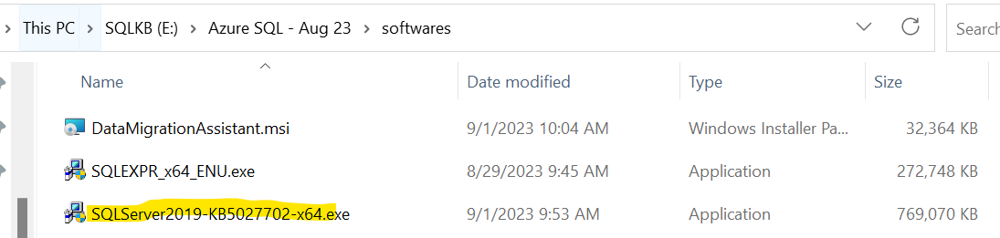 This PC > SQLKB (E:) > Azure SQL - Aug 23 > softwares Search
Name Date modified Type Size
DataMigrationAssistant.msi 9/1/2023 10:04 AM Windows Installer Pa... 32,364 KB
SQLEXPR_x64_ENU.exe 8/29/2023 9:45 AM Application 272,748 KB
SQLServer2019-KB5027702-x64.exe 9/1/2023 9:53 AM Application 769,070 KB